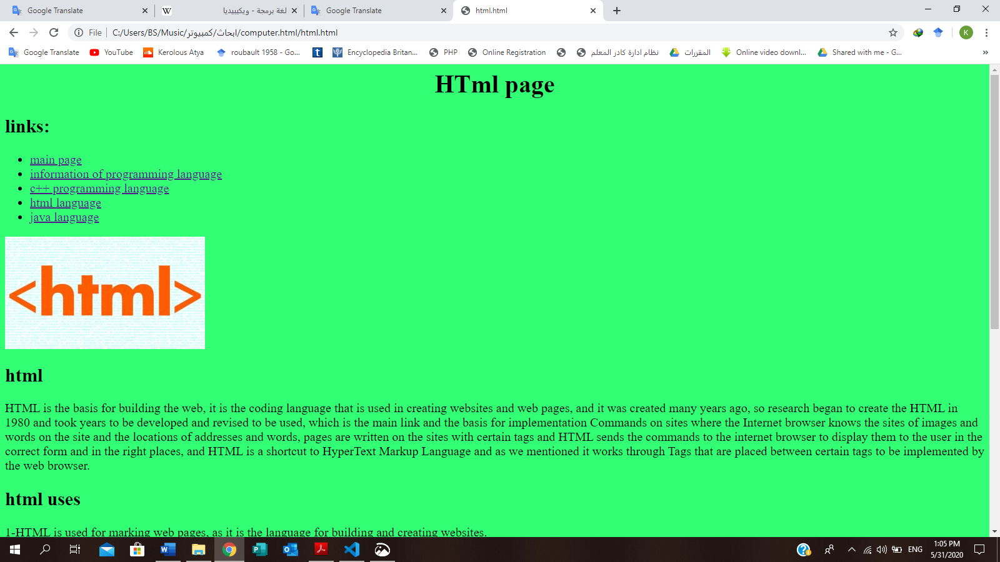 Google Translate
لغة برمجة - ويكيبيديا
Google Translate
html.html
File
C:/Users/BS/Music/ابحاث/كمبيوتر/computer.html/html.html
K
Google Translate
YouTube
Kerolous Atya
roubault 1958 - Go...
Encyclopedia Britan...
PHP
Online Registration
نظام ادارة كادر المعلم
المقررات
Online video downl...
Shared with me - G...
»
HTml page
links:
main page
information of programming language
c++ programming language
html language
java language
<html>
html
HTML is the basis for building the web, it is the coding language that is used in creating websites and web pages, and it was created many years ago, so research began to create the HTML in
1980 and took years to be developed and revised to be used, which is the main link and the basis for implementation Commands on sites where the Internet browser knows the sites of images and
words on the site and the locations of addresses and words, pages are written on the sites with certain tags and HTML sends the commands to the internet browser to display them to the user in the
correct form and in the right places, and HTML is a shortcut to HyperText Markup Language and as we mentioned it works through Tags that are placed between certain tags to be implemented by
the web browser.
html uses
1-HTML is used for marking web pages, as it is the language for building and creating websites.
ENG
1:05 PM
5/31/2020